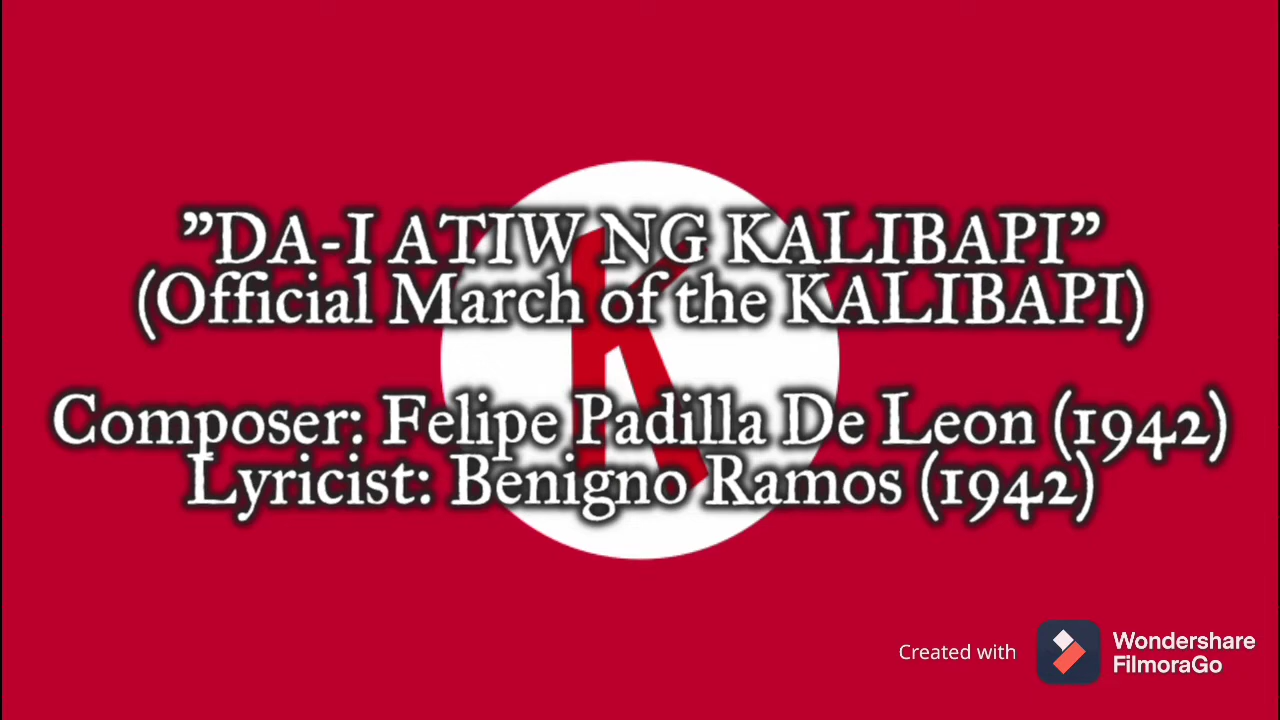 ”DA-I ATIW NG KALIBAPI”
(Official March of the KALIBAPI)
Composer: Felipe Padilla De Leon (1942)
Lyricist: Benigno Ramos (1942)
K
Created with
Wondershare
FilmoraGo